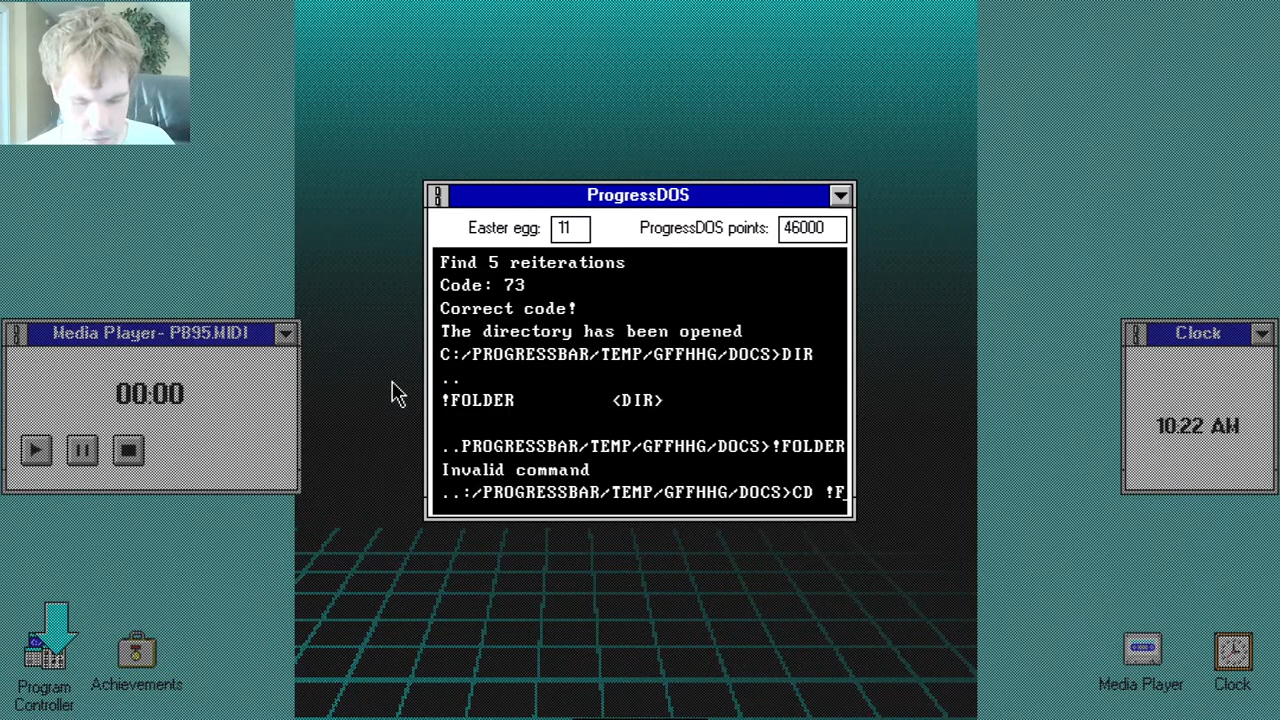 ProgressDOS
Easter egg: 11 ProgressDOS points: 46000
Find 5 reiterations
Code: 73
Correct code!
The directory has been opened
C:/PROGRESSBAR/TEMP/GFFHHG/DOCS>DIR
..
!FOLDER <DIR>
..PROGRESSBAR/TEMP/GFFHHG/DOCS>!FOLDER
Invalid command
..:/PROGRESSBAR/TEMP/GFFHHG/DOCS>CD !F_
Media Player- PB95.MIDI
00:00
Clock
10:22 AM
Program
Controller
Achievements
Media Player
Clock